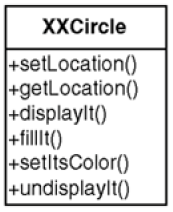 XXCircle
+setLocation()
+getLocation()
+displayIt()
+fillIt()
+setItsColor()
+undisplayIt()